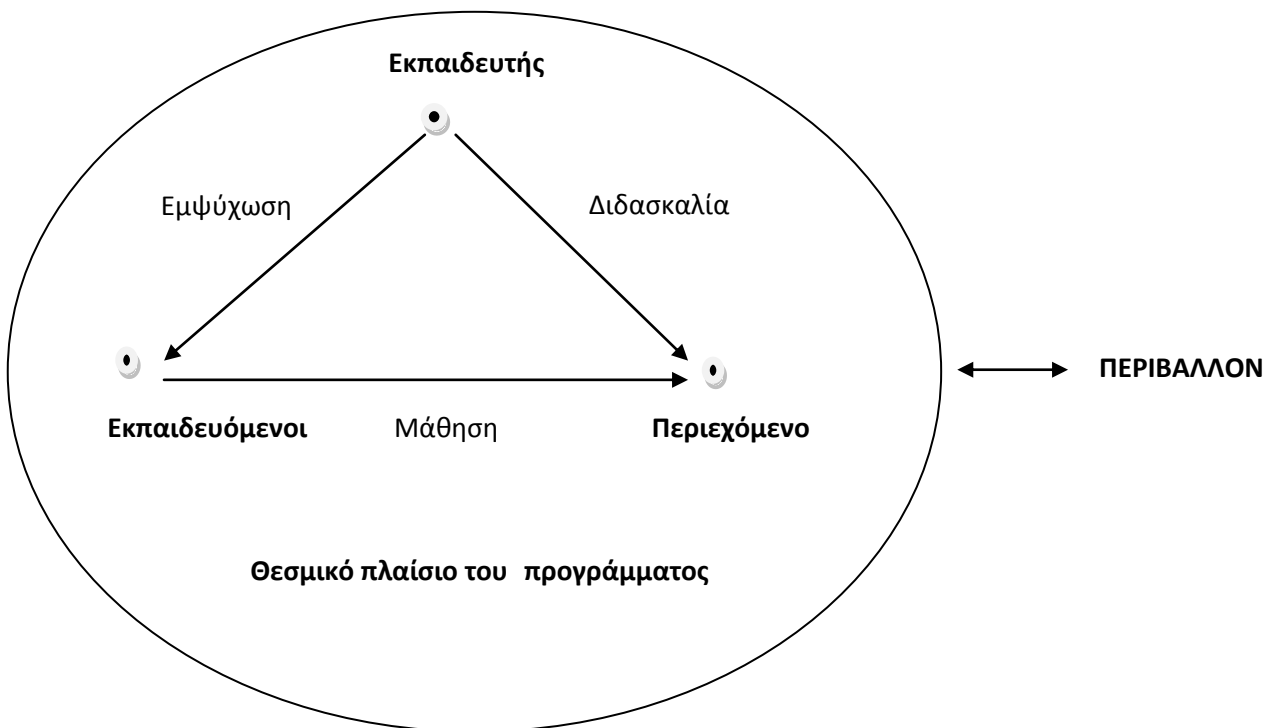 Εκπαιδευτής
Εμψύχωση
Διδασκαλία
ΠΕΡΙΒΑΛΛΟΝ
Εκπαιδευόμενοι
Μάθηση
Περιεχόμενο
Θεσμικό πλαίσιο του προγράμματος